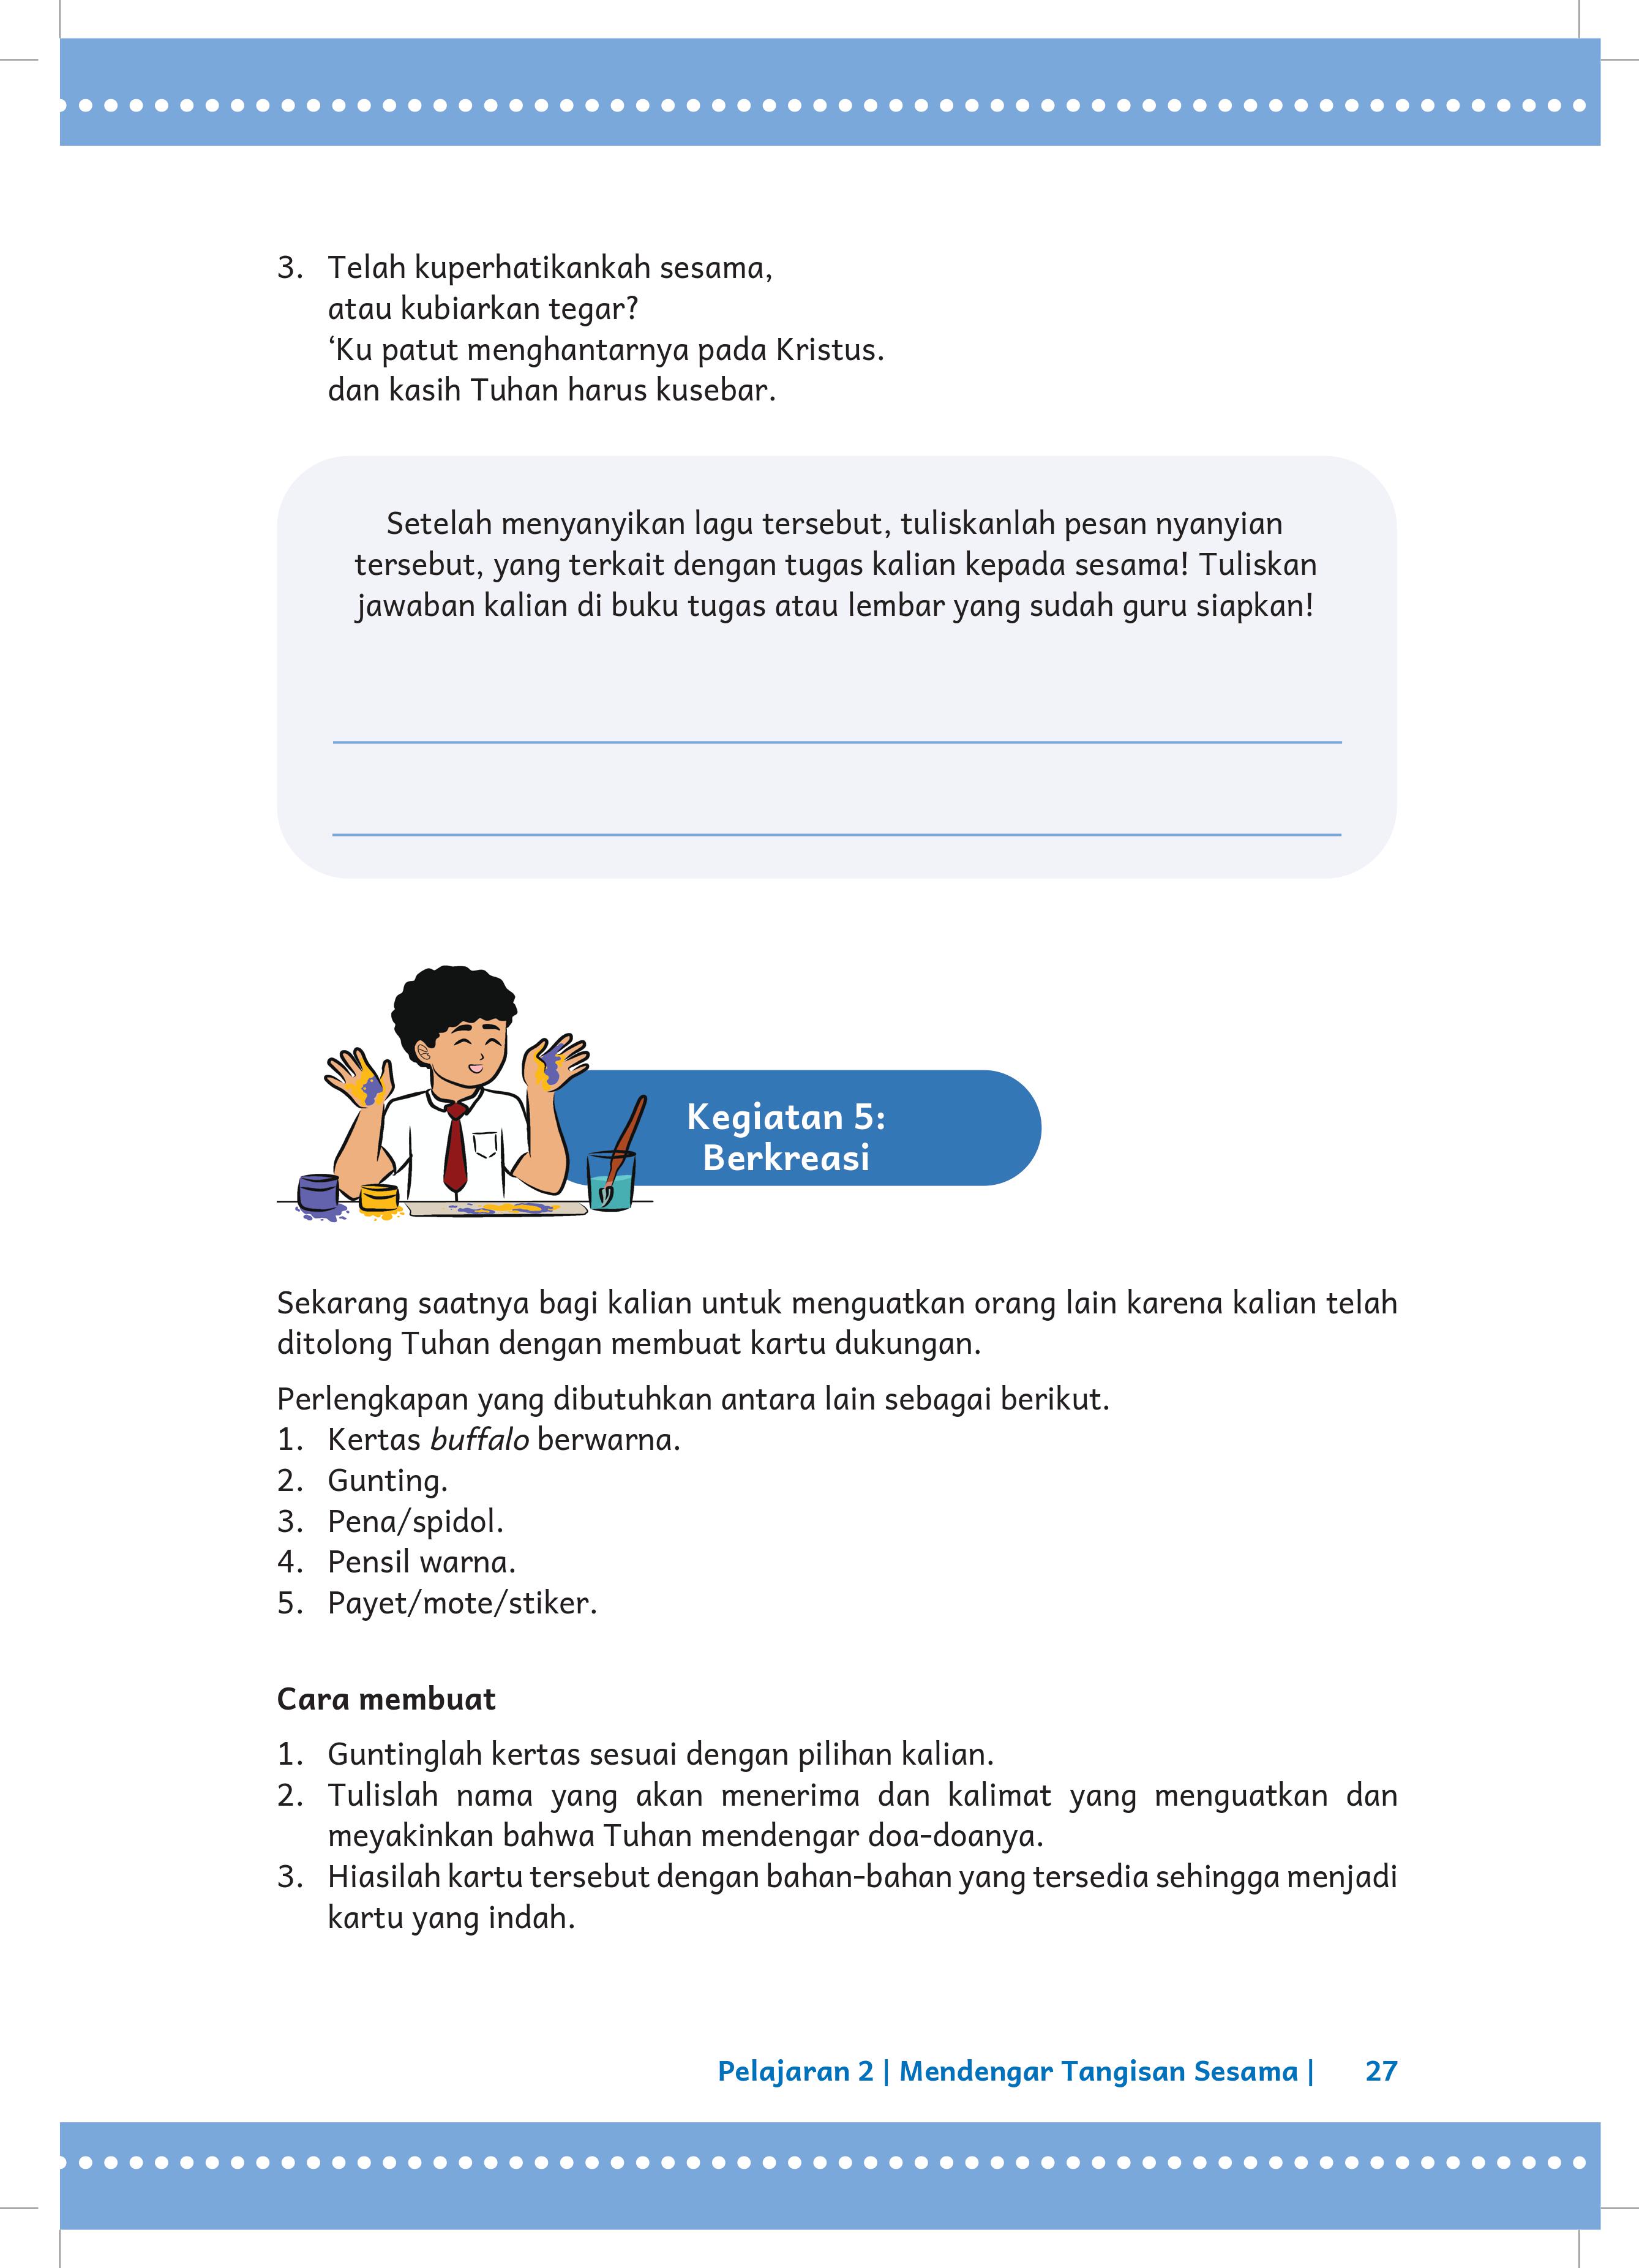 3. Telah kuperhatikankah sesama,
atau kubiarkan tegar?
‘Ku patut menghantarnya pada Kristus.
dan kasih Tuhan harus kusebar.
Setelah menyanyikan lagu tersebut, tuliskanlah pesan nyanyian
tersebut, yang terkait dengan tugas kalian kepada sesama! Tuliskan
jawaban kalian di buku tugas atau lembar yang sudah guru siapkan!
Kegiatan 5:
Berkreasi
Sekarang saatnya bagi kalian untuk menguatkan orang lain karena kalian telah
ditolong Tuhan dengan membuat kartu dukungan.
Perlengkapan yang dibutuhkan antara lain sebagai berikut.
1. Kertas buffalo berwarna.
2. Gunting.
3. Pena/spidol.
4. Pensil warna.
5. Payet/mote/stiker.
Cara membuat
1. Guntinglah kertas sesuai dengan pilihan kalian.
2. Tulislah nama yang akan menerima dan kalimat yang menguatkan dan
meyakinkan bahwa Tuhan mendengar doa-doanya.
3. Hiasilah kartu tersebut dengan bahan-bahan yang tersedia sehingga menjadi
kartu yang indah.
Pelajaran 2 | Mendengar Tangisan Sesama | 27